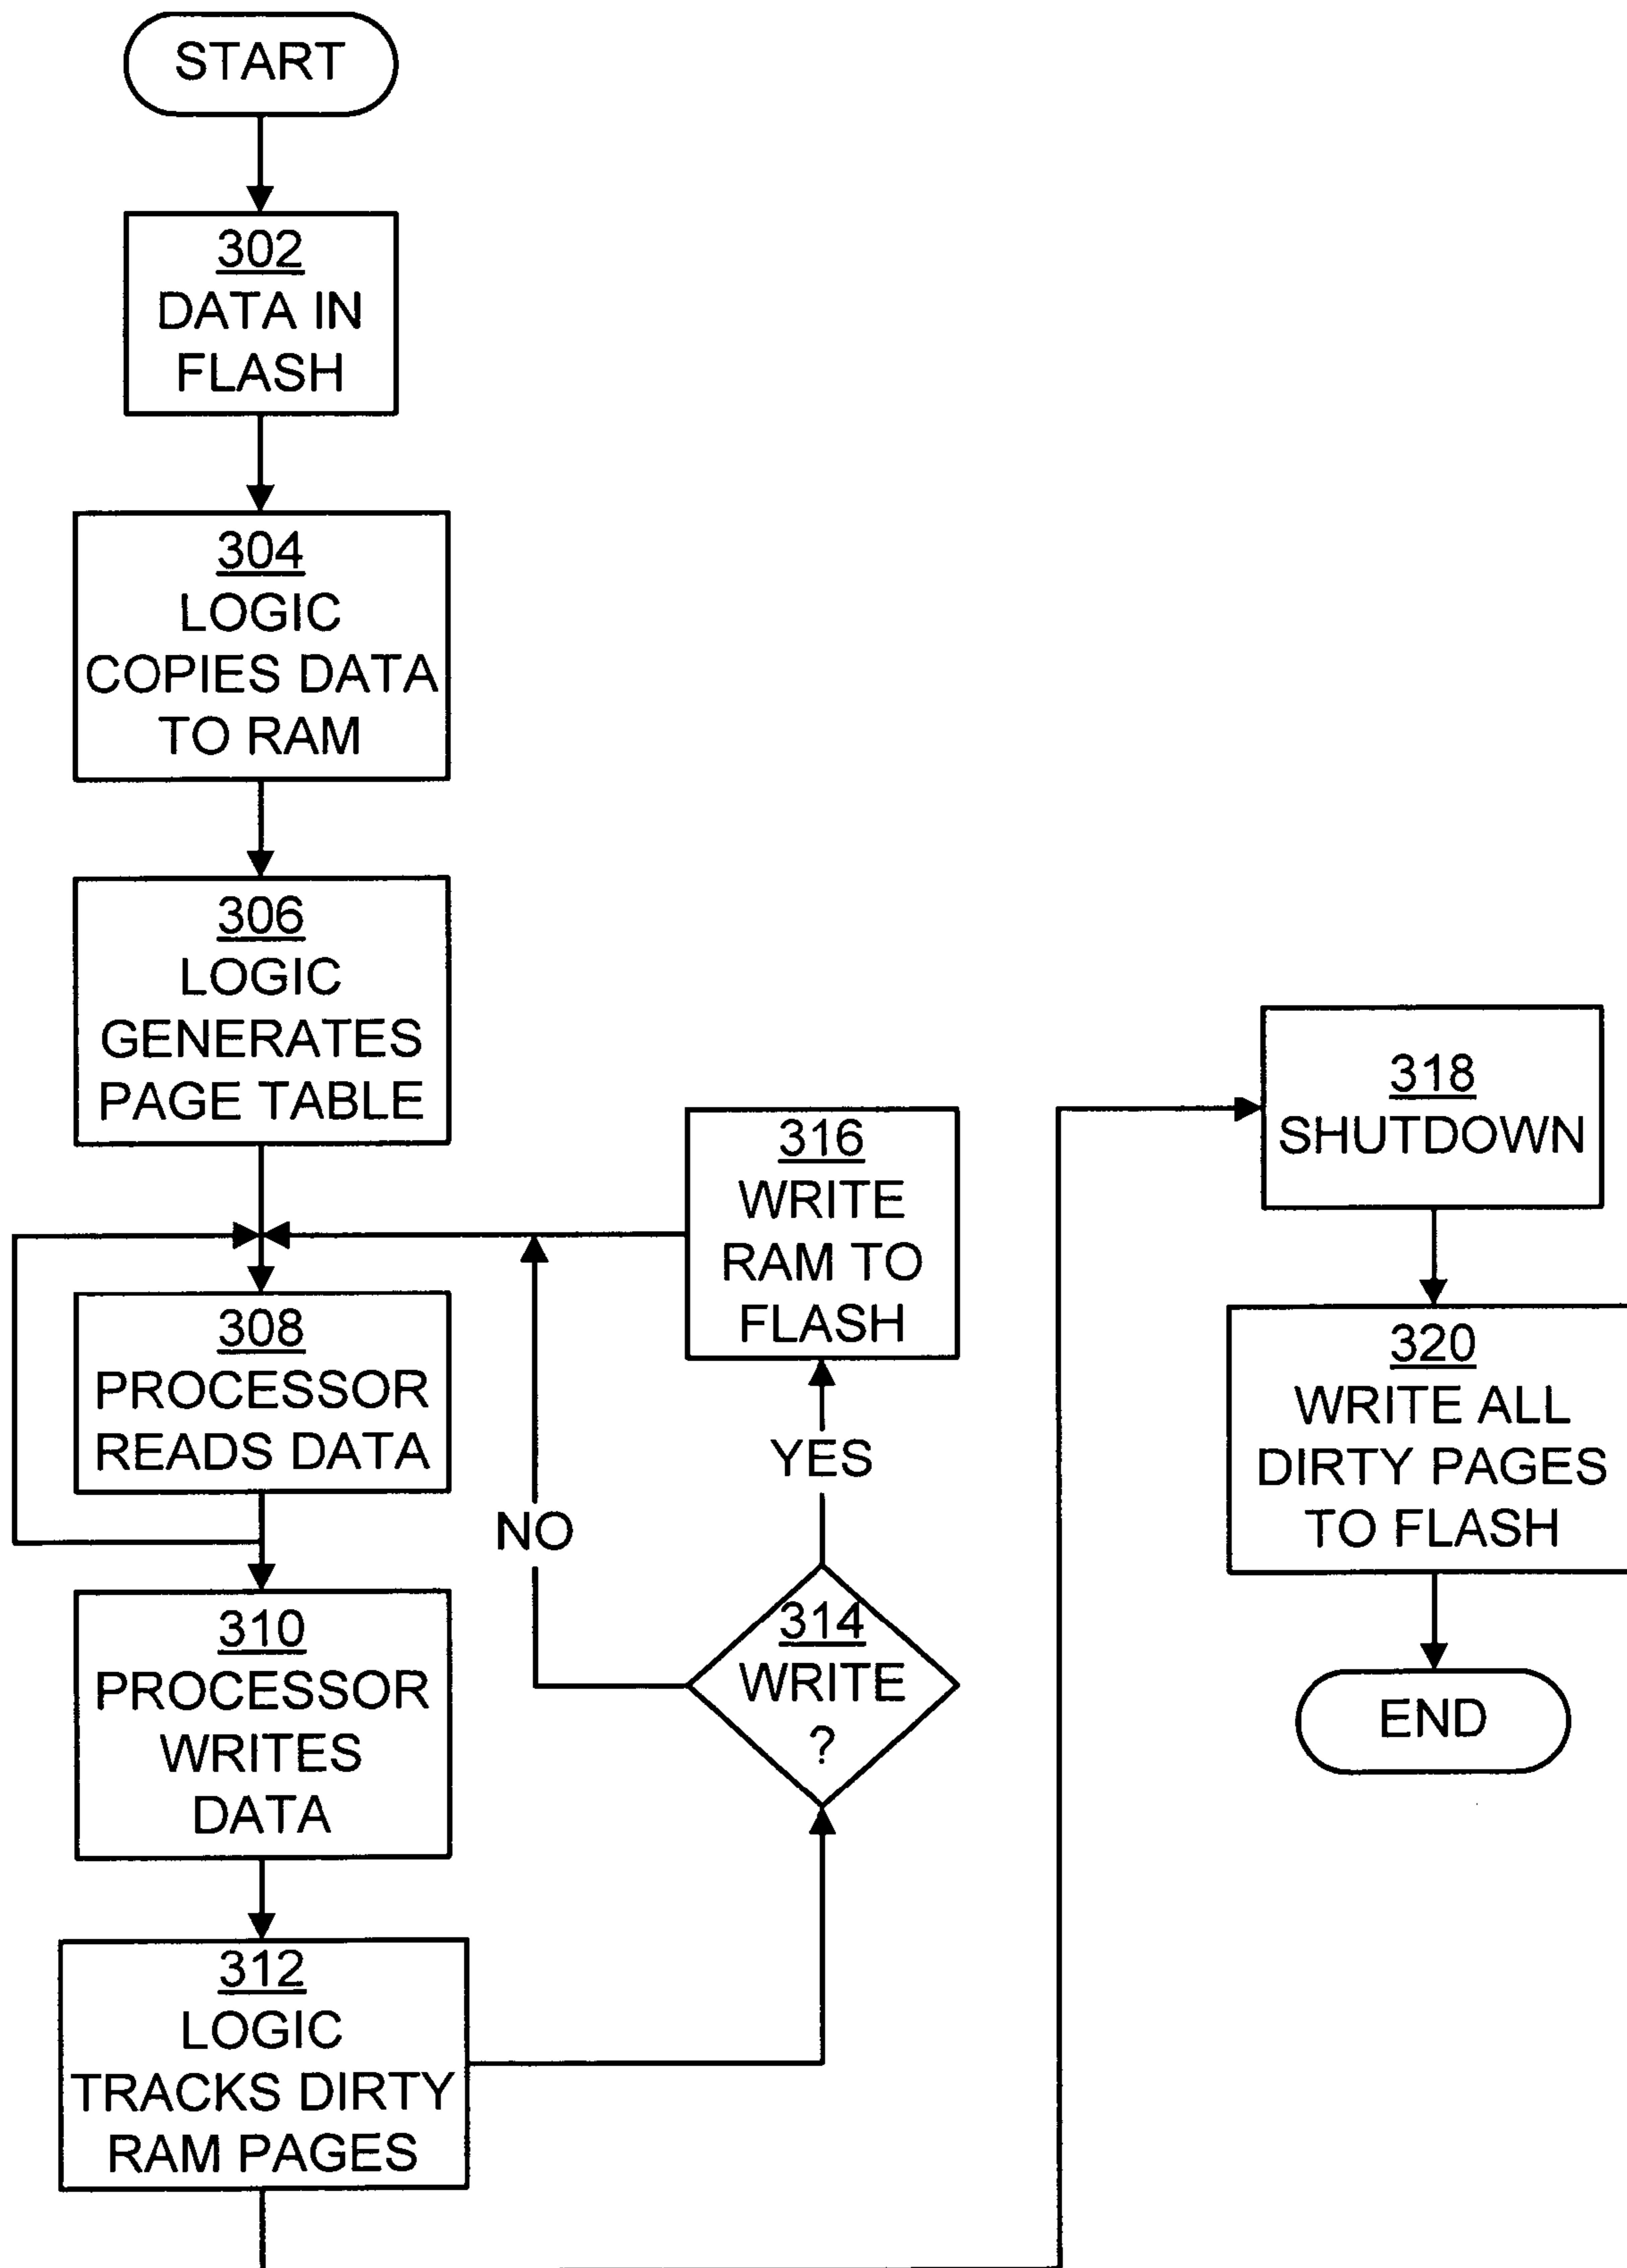 START
302
DATA IN
FLASH
304
LOGIC
COPIES DATA
TO RAM
306
LOGIC
GENERATES
PAGE TABLE
308
PROCESSOR
READS DATA
310
PROCESSOR
WRITES
DATA
312
LOGIC
TRACKS DIRTY
RAM PAGES
314
WRITE
?
NO
YES
316
WRITE
RAM TO
FLASH
318
SHUTDOWN
320
WRITE ALL
DIRTY PAGES
TO FLASH
END